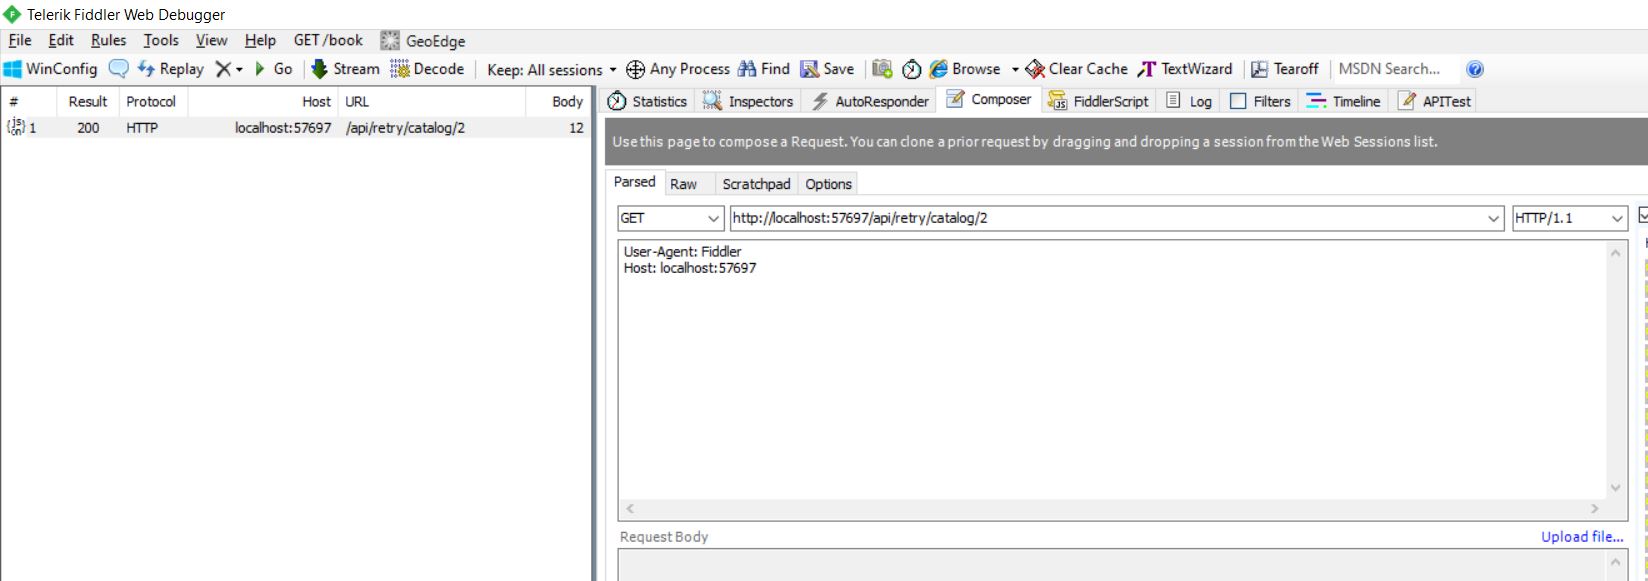 Telerik Fiddler Web Debugger
File Edit Rules Tools View Help GET /book GeoEdge
WinConfig Replay X Go Stream Decode Keep: All sessions Any Process Find Save Browse Clear Cache TextWizard Tearoff MSDN Search...
# Result Protocol Host URL Body
1 200 HTTP localhost:57697 /api/retry/catalog/2 12
Statistics Inspectors AutoResponder Composer FiddlerScript Log Filters Timeline APITest
Use this page to compose a Request. You can clone a prior request by dragging and dropping a session from the Web Sessions list.
Parsed Raw Scratchpad Options
GET http://localhost:57697/api/retry/catalog/2 HTTP/1.1
User-Agent: Fiddler
Host: localhost:57697
Request Body Upload file...